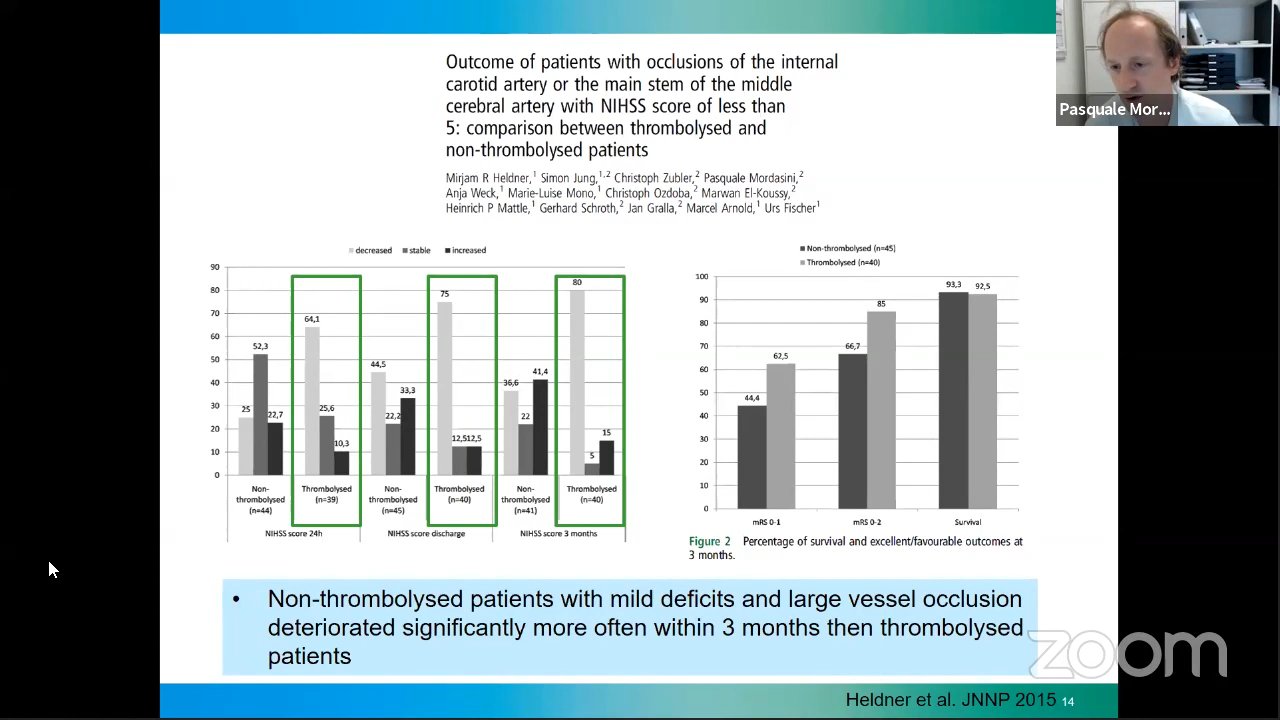 Outcome of patients with occlusions of the internal
carotid artery or the main stem of the middle
cerebral artery with NIHSS score of less than
5: comparison between thrombolysed and
non-thrombolysed patients
Mirjam R Heldner,¹ Simon Jung,¹,² Christoph Zubler,² Pasquale Mordasini,²
Anja Weck,¹ Marie-Luise Mono,¹ Christoph Ozdoba,² Marwan El-Koussy,²
Heinrich P Mattle,¹ Gerhard Schroth,² Jan Gralla,² Marcel Arnold,¹ Urs Fischer¹
Pasquale Mor...
decreased stable increased
90
80
70
60
50
40
30
20
10
0
25 52,3 22,7
64,1 25,6 10,3
44,5 22,2 33,3
75 12,5 12,5
36,6 22 41,4
80 5 15
Non-thrombolysed (n=44)
Thrombolysed (n=39)
Non-thrombolysed (n=45)
Thrombolysed (n=40)
Non-thrombolysed (n=41)
Thrombolysed (n=40)
NIHSS score 24h NIHSS score discharge NIHSS score 3 months
Non-thrombolysed (n=45)
Thrombolysed (n=40)
100
90
80
70
60
50
40
30
20
10
0
44,4 62,5
66,7 85
93,3 92,5
mRS 0-1 mRS 0-2 Survival
Figure 2 Percentage of survival and excellent/favourable outcomes at
3 months.
• Non-thrombolysed patients with mild deficits and large vessel occlusion
deteriorated significantly more often within 3 months then thrombolysed
patients
zoom
Heldner et al. JNNP 2015 14